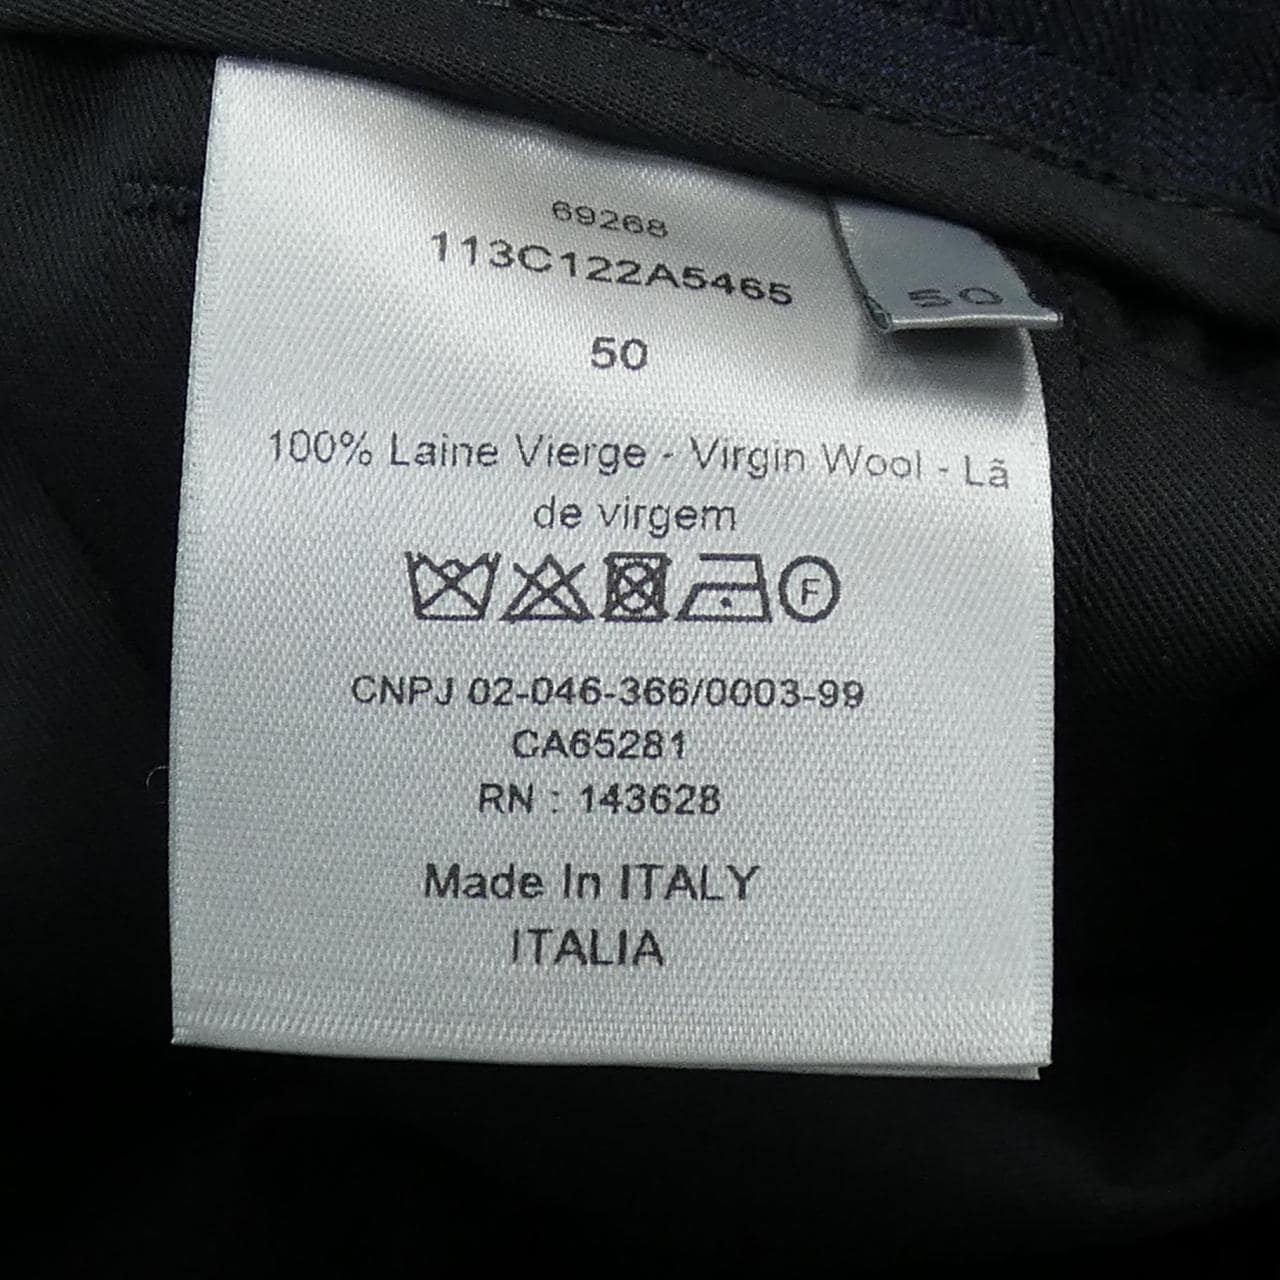 69268
113C122A5465
50
50
100% Laine Vierge - Virgin Wool - Lã
de virgem
F
CNPJ 02-046-366/0003-99
CA65281
RN : 143628
Made In ITALY
ITALIA